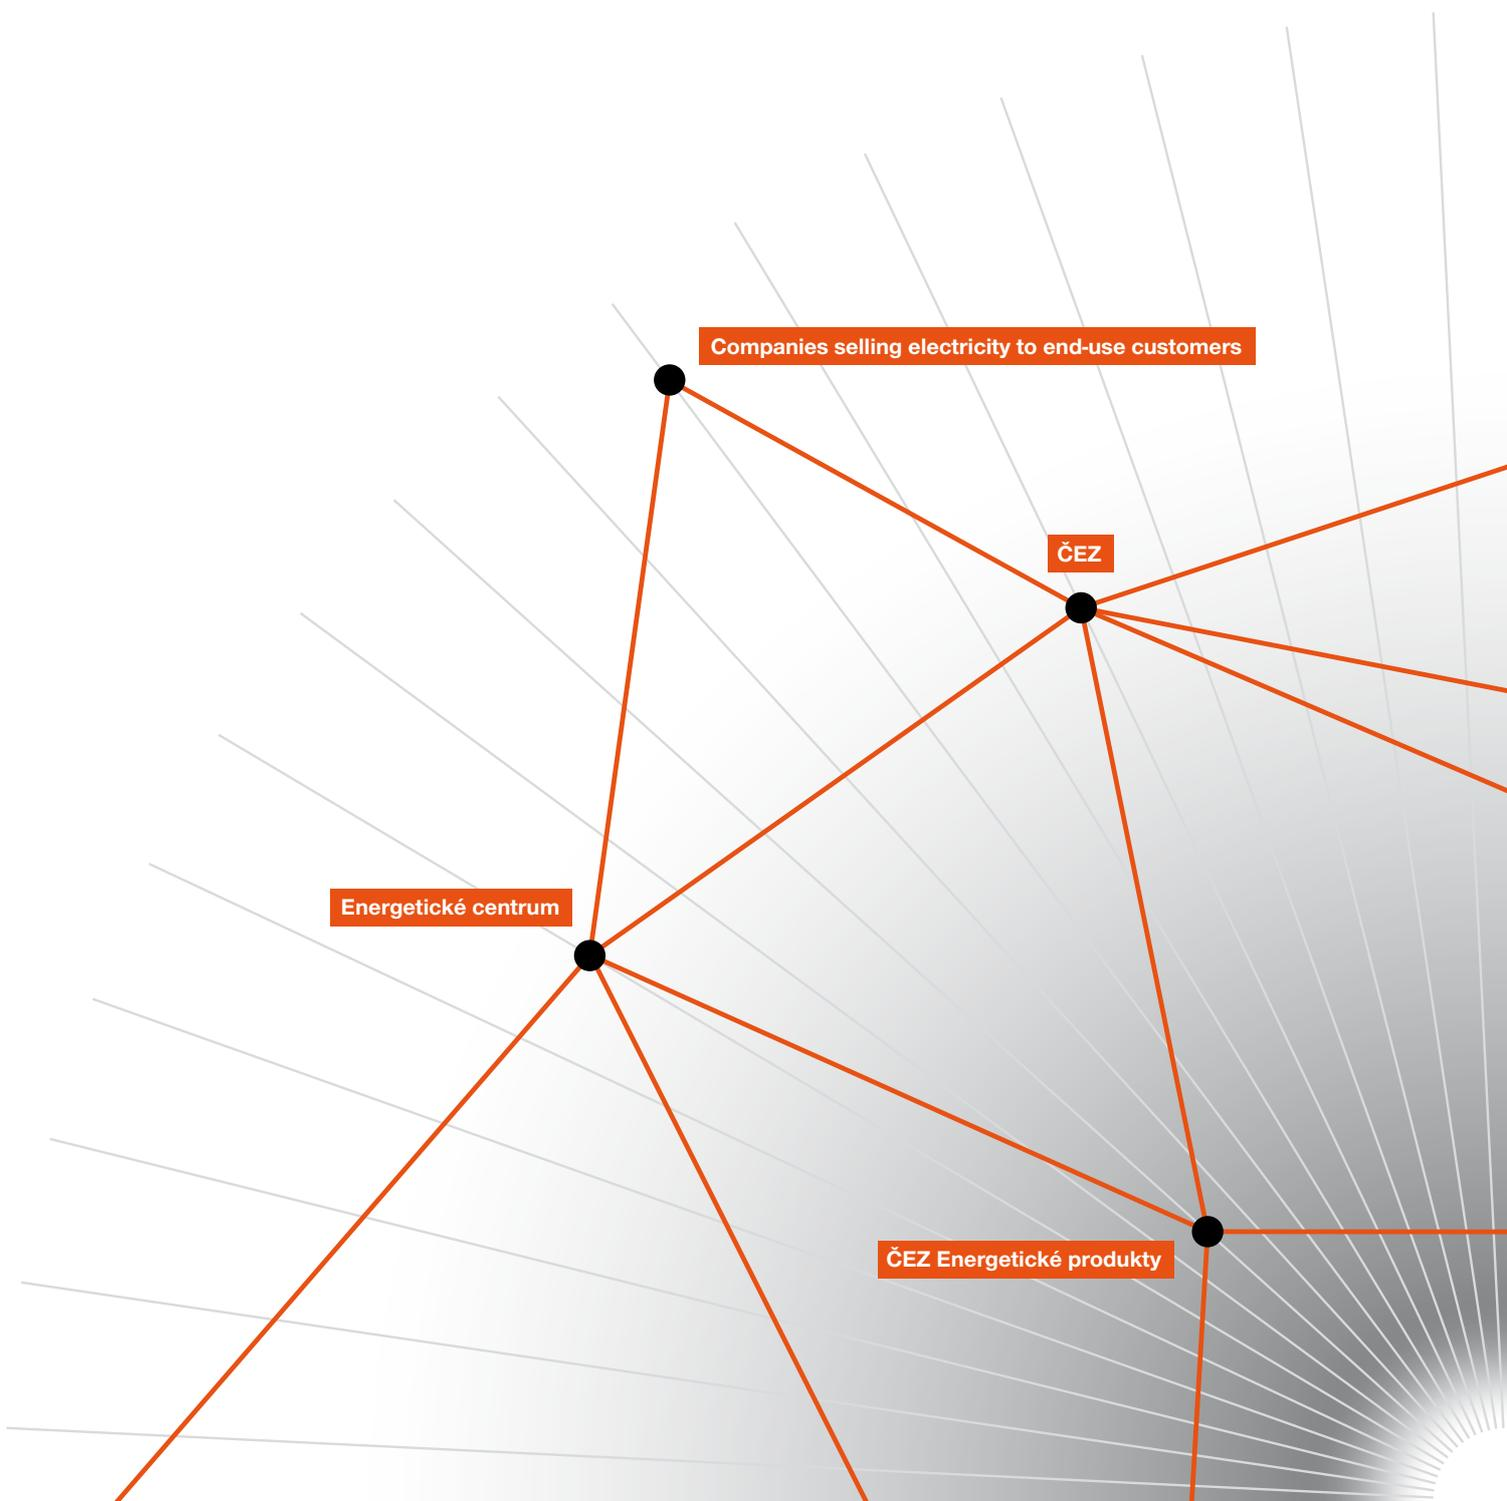 Companies selling electricity to end-use customers
ČEZ
Energetické centrum
ČEZ Energetické produkty